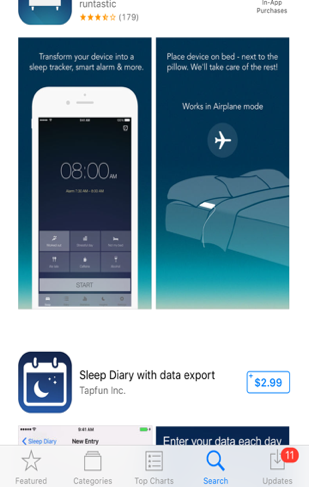 runtastic
In-App
Purchases
(179)
Transform your device into a
sleep tracker, smart alarm & more.
08:00 AM
START
Place device on bed - next to the
pillow. We'll take care of the rest!
Works in Airplane mode
Sleep Diary with data export
Tapfun Inc.
+
$2.99
9:41 AM
Sleep Diary
New Entry
Enter your data each day
11
Featured
Categories
Top Charts
Search
Updates